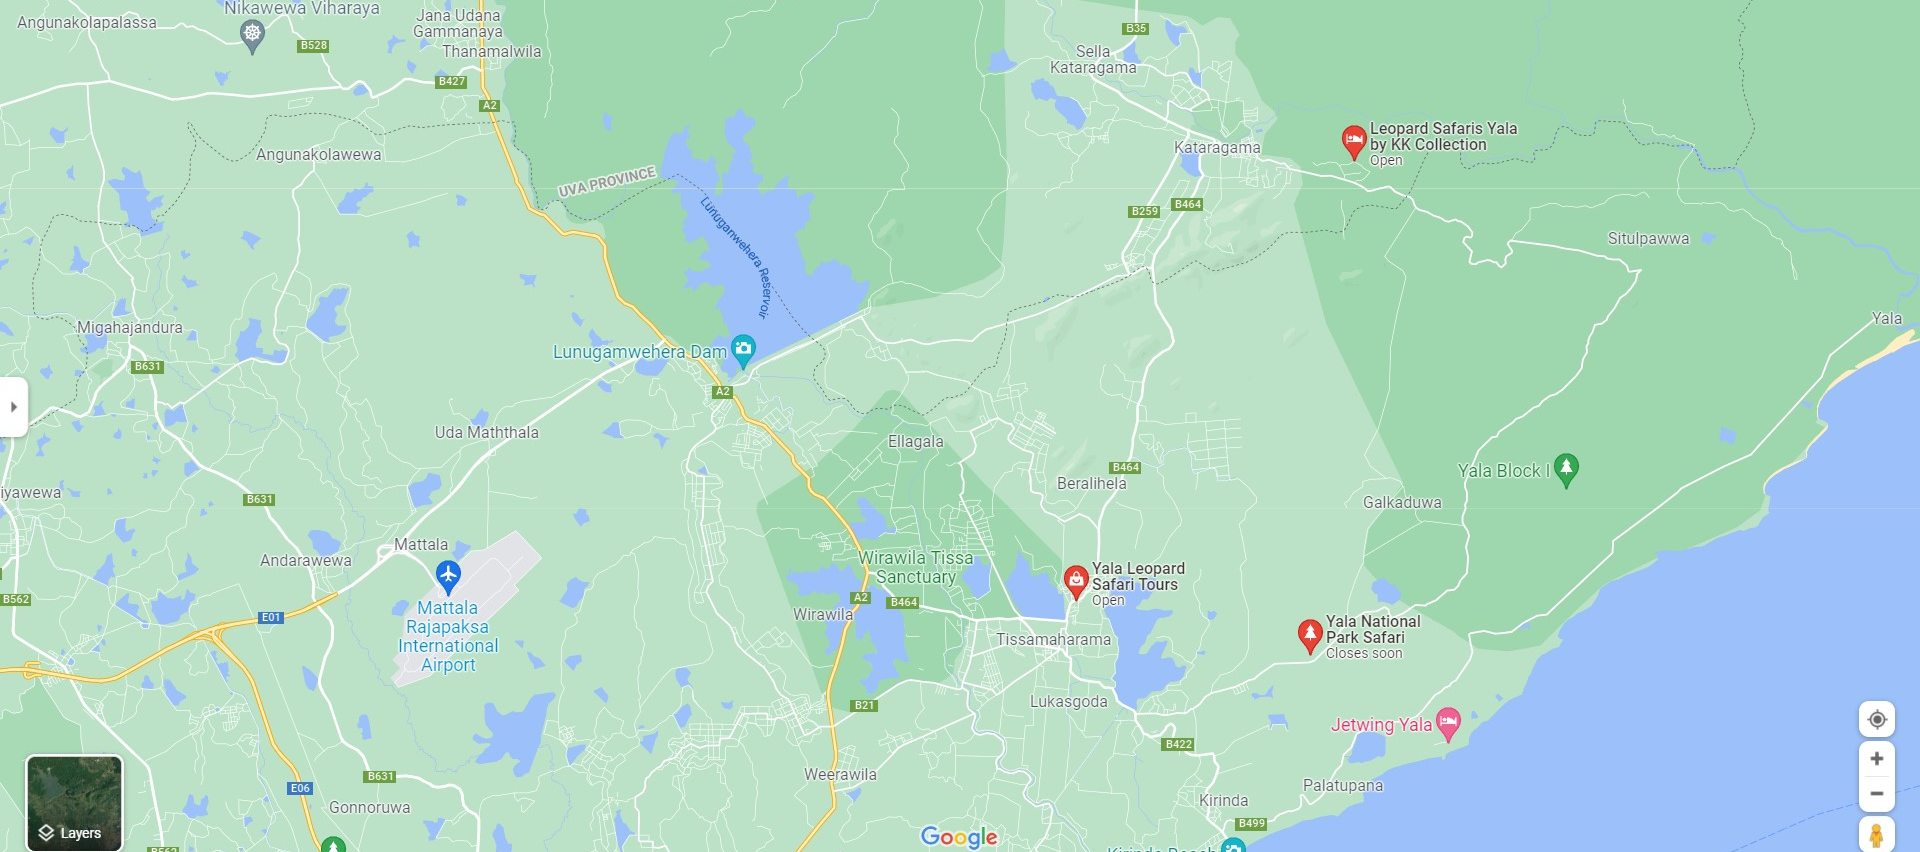 Angunakolapalassa
Nikawewa Viharaya
Jana Udana
Gammanaya
Thanamalwila
B528
B427
A2
B35
Sella
Kataragama
Angunakolawewa
UVA PROVINCE
Lunuganwehera Reservoir
Kataragama
Leopard Safaris Yala
by KK Collection
Open
B259
B464
Situlpawwa
Yala
Migahajandura
B631
Lunugamwehera Dam
A2
Uda Maththala
Ellagala
B464
Beralihela
Yala Block I
Galkaduwa
iyawewa
B631
Mattala
Andarawewa
Wirawila Tissa
Sanctuary
Yala Leopard
Safari Tours
Open
B562
E01
Mattala
Rajapaksa
International
Airport
Wirawila
A2
B464
Tissamaharama
Yala National
Park Safari
Closes soon
Lukasgoda
B21
Jetwing Yala
B422
Weerawila
B631
E06
Gonnoruwa
Palatupana
Kirinda
B499
Layers
Google